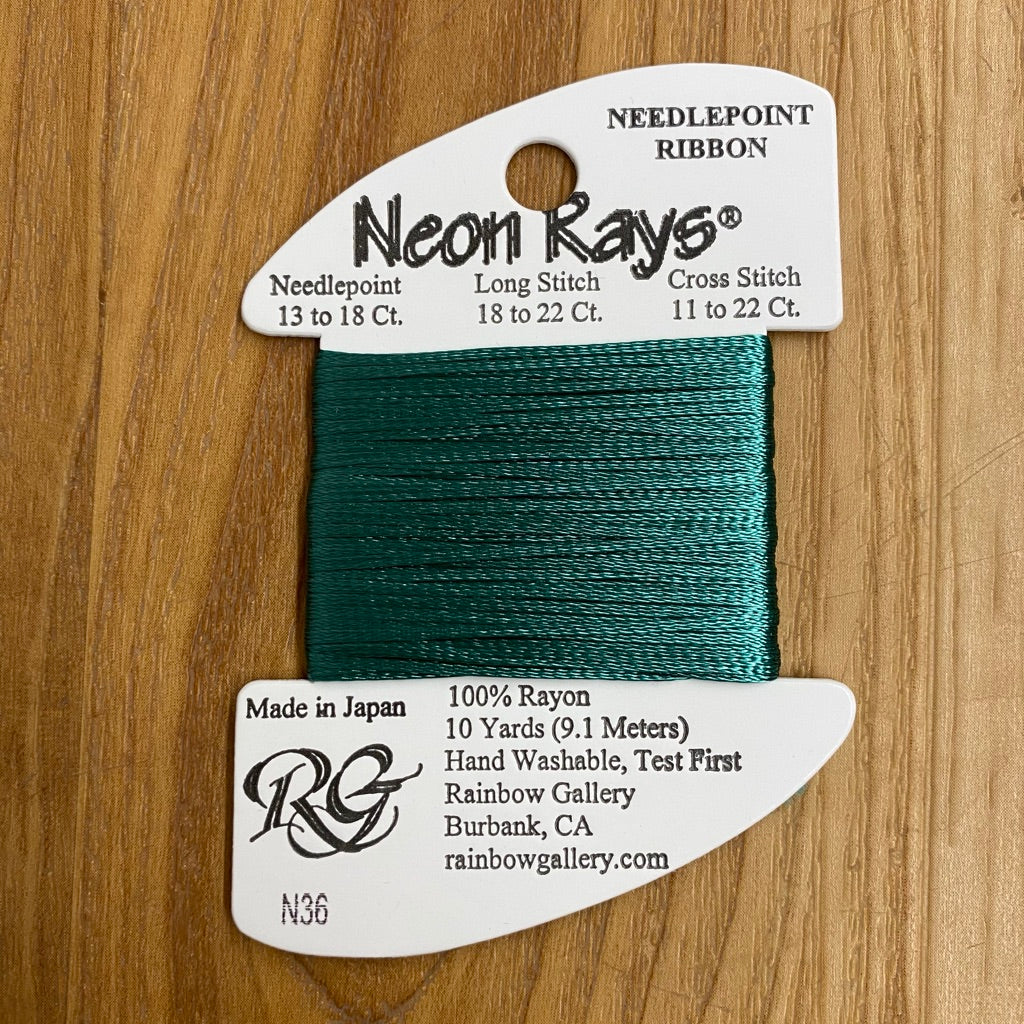 NEEDLEPOINT
RIBBON
Neon Rays®
Needlepoint
13 to 18 Ct.
Long Stitch
18 to 22 Ct.
Cross Stitch
11 to 22 Ct.
Made in Japan
RG
N36
100% Rayon
10 Yards (9.1 Meters)
Hand Washable, Test First
Rainbow Gallery
Burbank, CA
rainbowgallery.com